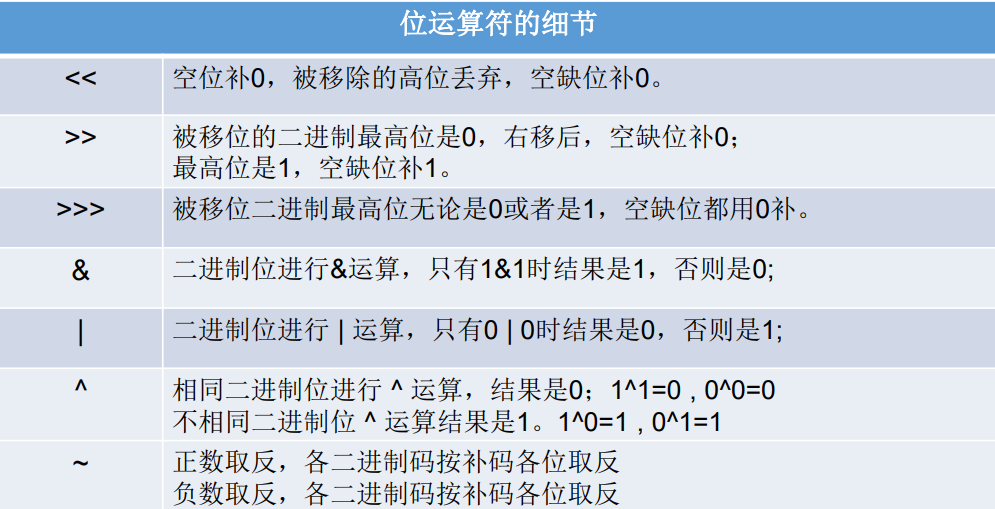 位运算符的细节
<< 空位补0，被移除的高位丢弃，空缺位补0。
>> 被移位的二进制最高位是0，右移后，空缺位补0；
最高位是1，空缺位补1。
>>> 被移位二进制最高位无论是0或者是1，空缺位都用0补。
& 二进制位进行&运算，只有1&1时结果是1，否则是0;
| 二进制位进行 | 运算，只有0 | 0时结果是0，否则是1;
^ 相同二进制位进行 ^ 运算，结果是0；1^1=0 , 0^0=0
不相同二进制位 ^ 运算结果是1。1^0=1 , 0^1=1
~ 正数取反，各二进制码按补码各位取反
负数取反，各二进制码按补码各位取反